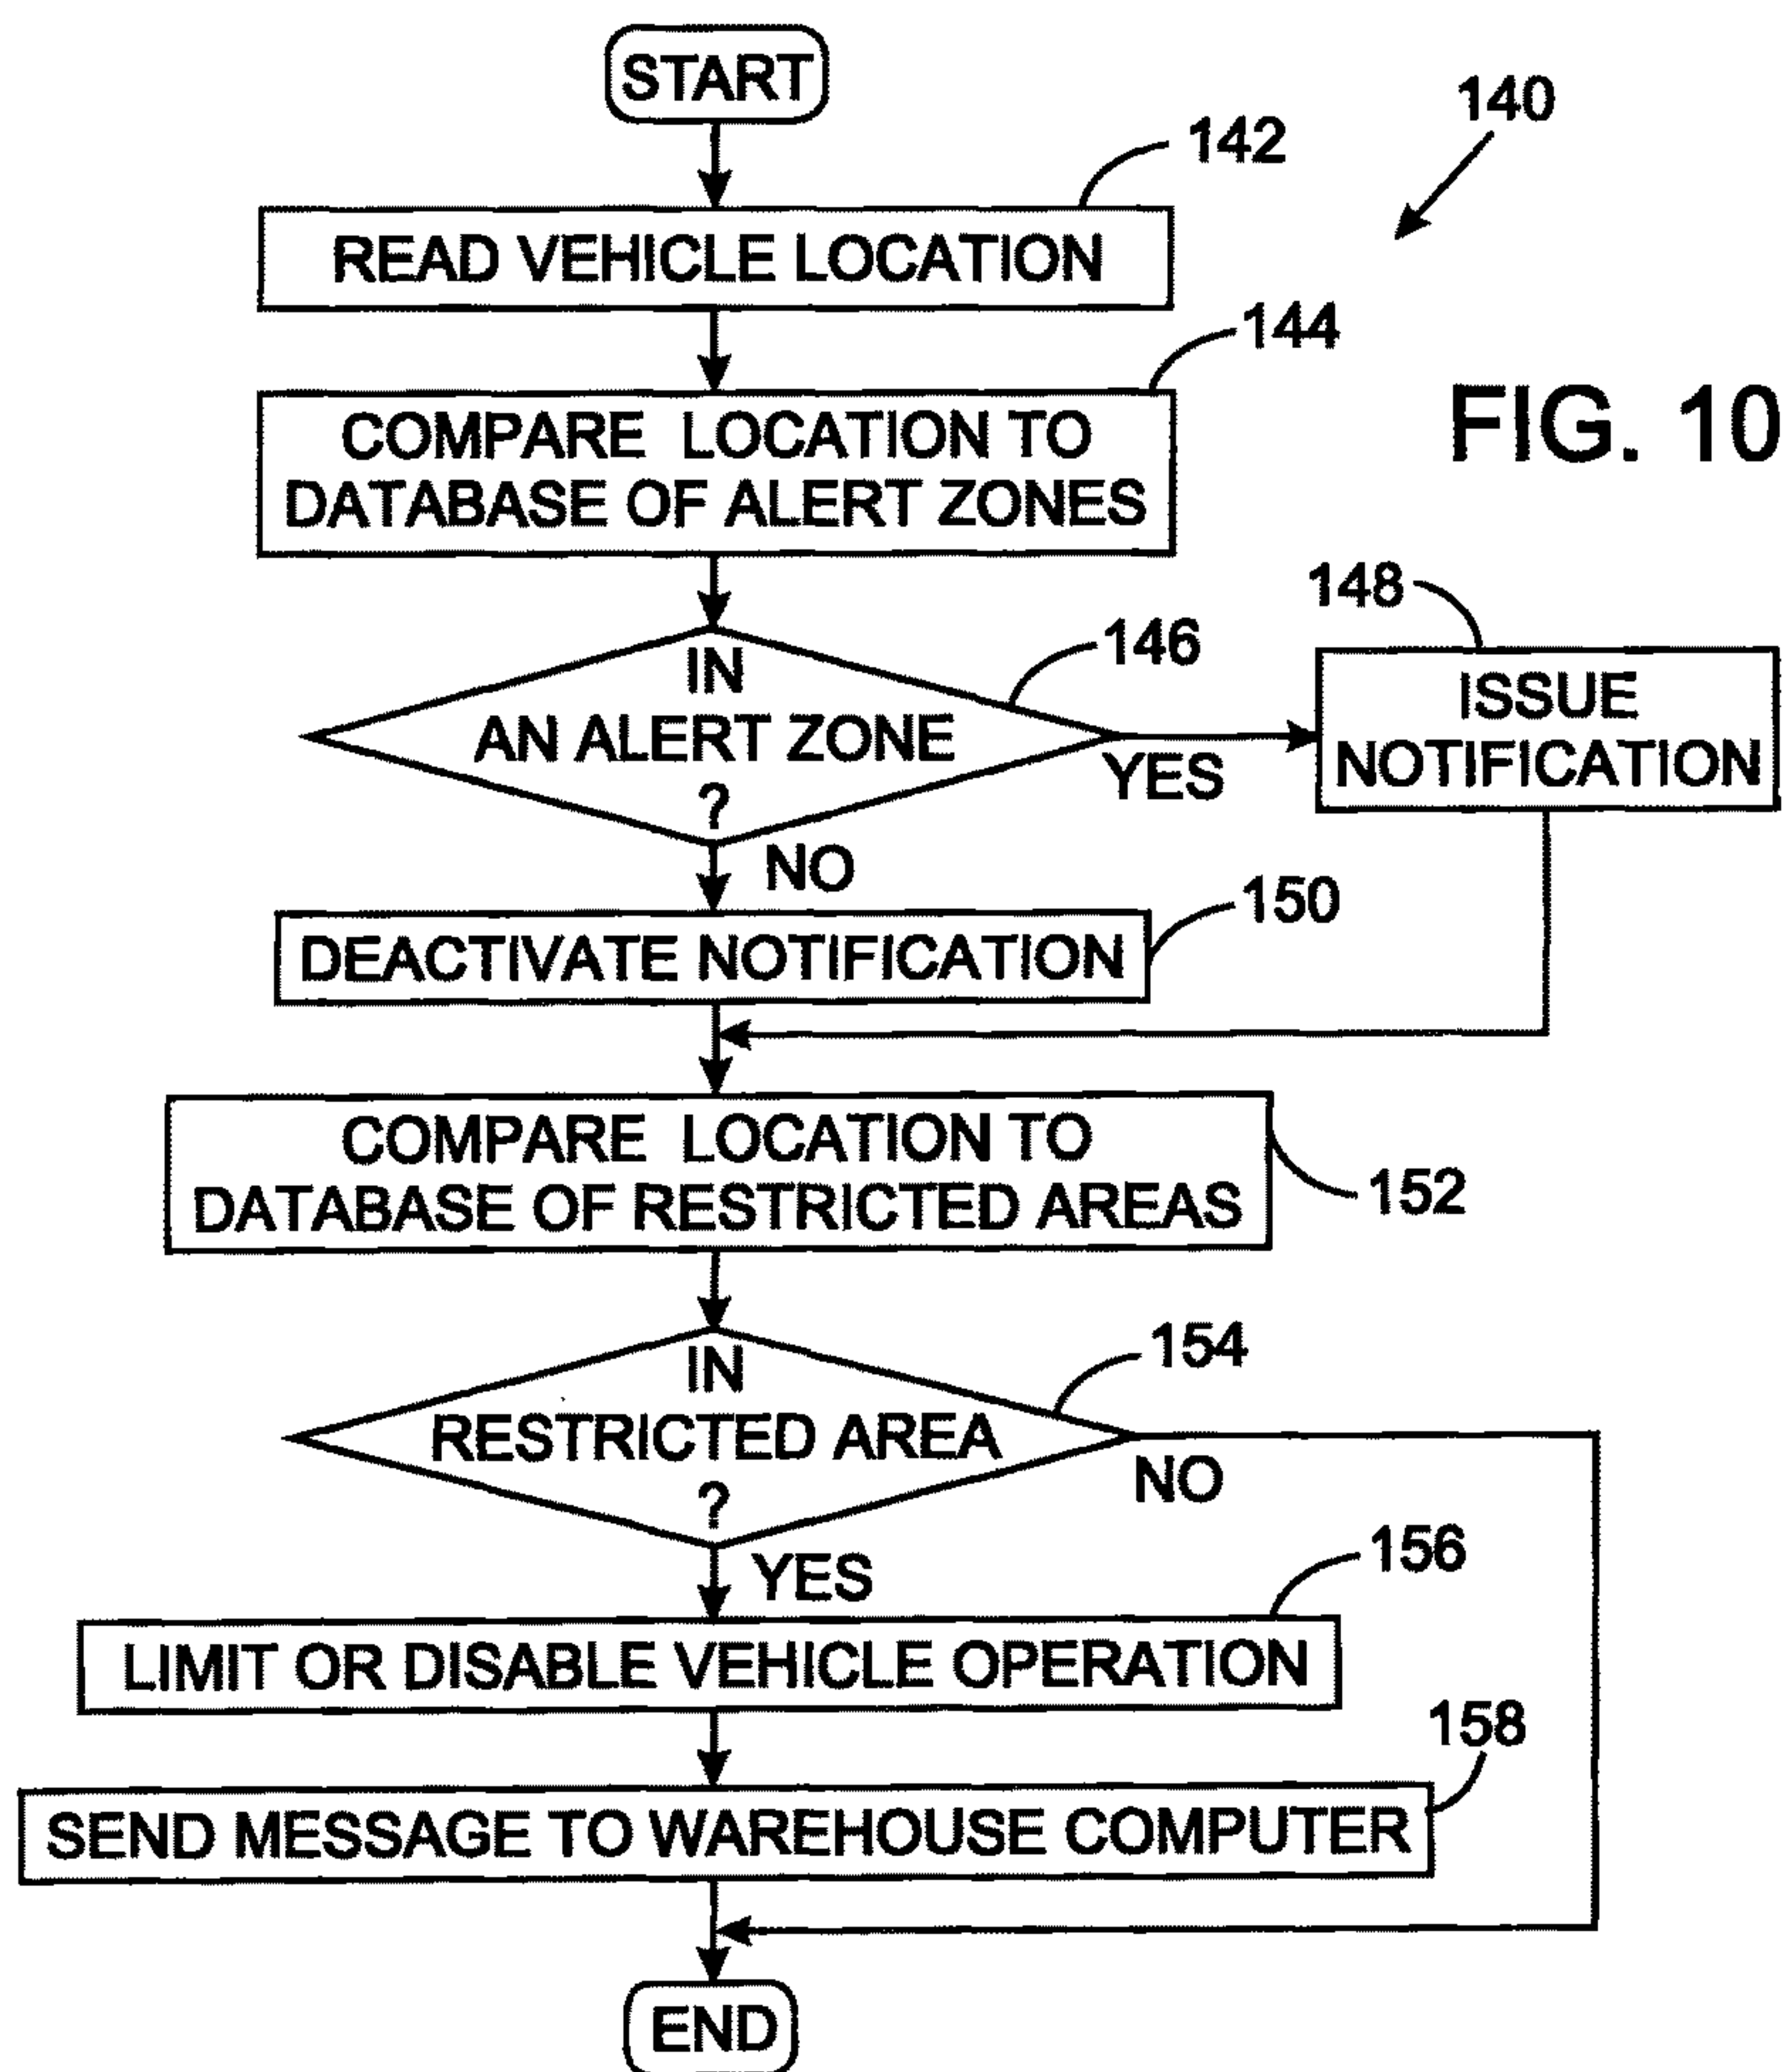 START
140
142
READ VEHICLE LOCATION
144
COMPARE LOCATION TO
DATABASE OF ALERT ZONES
FIG. 10
146
IN
AN ALERT ZONE
?
YES
148
ISSUE
NOTIFICATION
NO
150
DEACTIVATE NOTIFICATION
COMPARE LOCATION TO
DATABASE OF RESTRICTED AREAS
152
154
IN
RESTRICTED AREA
?
NO
YES
156
LIMIT OR DISABLE VEHICLE OPERATION
158
SEND MESSAGE TO WAREHOUSE COMPUTER
END